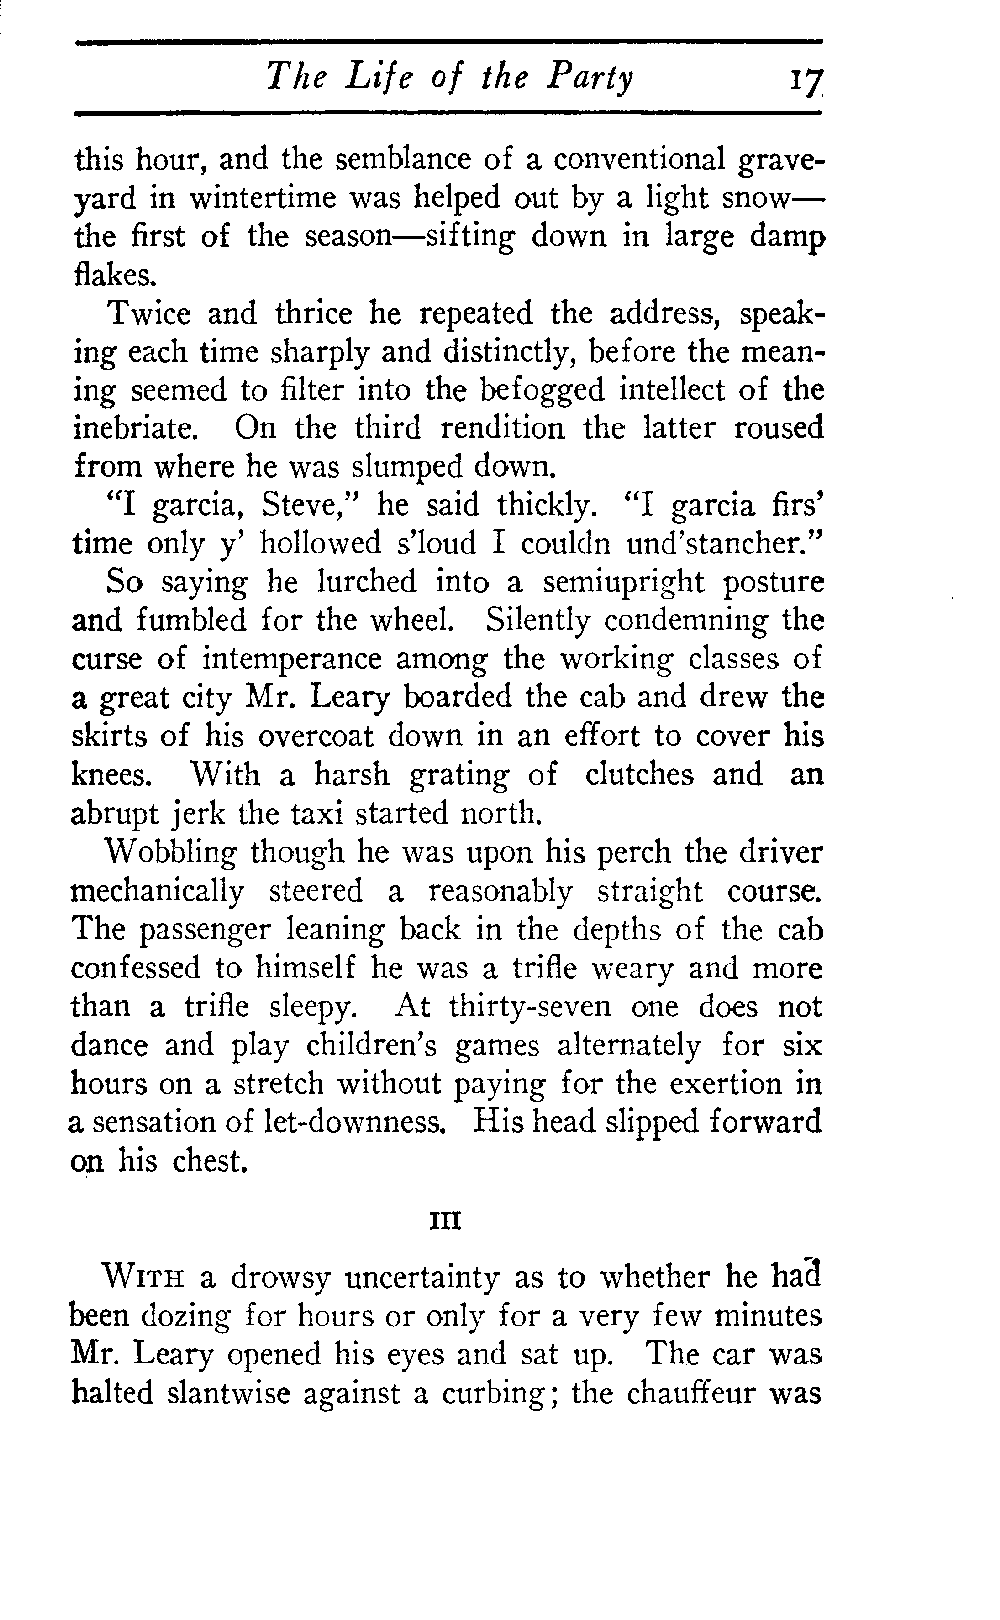 The Life of the Party 17
this hour, and the semblance of a conventional grave-
yard in wintertime was helped out by a light snow—
the first of the season—sifting down in large damp
flakes.
Twice and thrice he repeated the address, speak-
ing each time sharply and distinctly, before the mean-
ing seemed to filter into the befogged intellect of the
inebriate. On the third rendition the latter roused
from where he was slumped down.
“I garcia, Steve,” he said thickly. “I garcia firs’
time only y’ hollowed s’loud I couldn und’stancher.”
So saying he lurched into a semiupright posture
and fumbled for the wheel. Silently condemning the
curse of intemperance among the working classes of
a great city Mr. Leary boarded the cab and drew the
skirts of his overcoat down in an effort to cover his
knees. With a harsh grating of clutches and an
abrupt jerk the taxi started north.
Wobbling though he was upon his perch the driver
mechanically steered a reasonably straight course.
The passenger leaning back in the depths of the cab
confessed to himself he was a trifle weary and more
than a trifle sleepy. At thirty-seven one does not
dance and play children’s games alternately for six
hours on a stretch without paying for the exertion in
a sensation of let-downness. His head slipped forward
on his chest.
III
WITH a drowsy uncertainty as to whether he had
been dozing for hours or only for a very few minutes
Mr. Leary opened his eyes and sat up. The car was
halted slantwise against a curbing; the chauffeur was